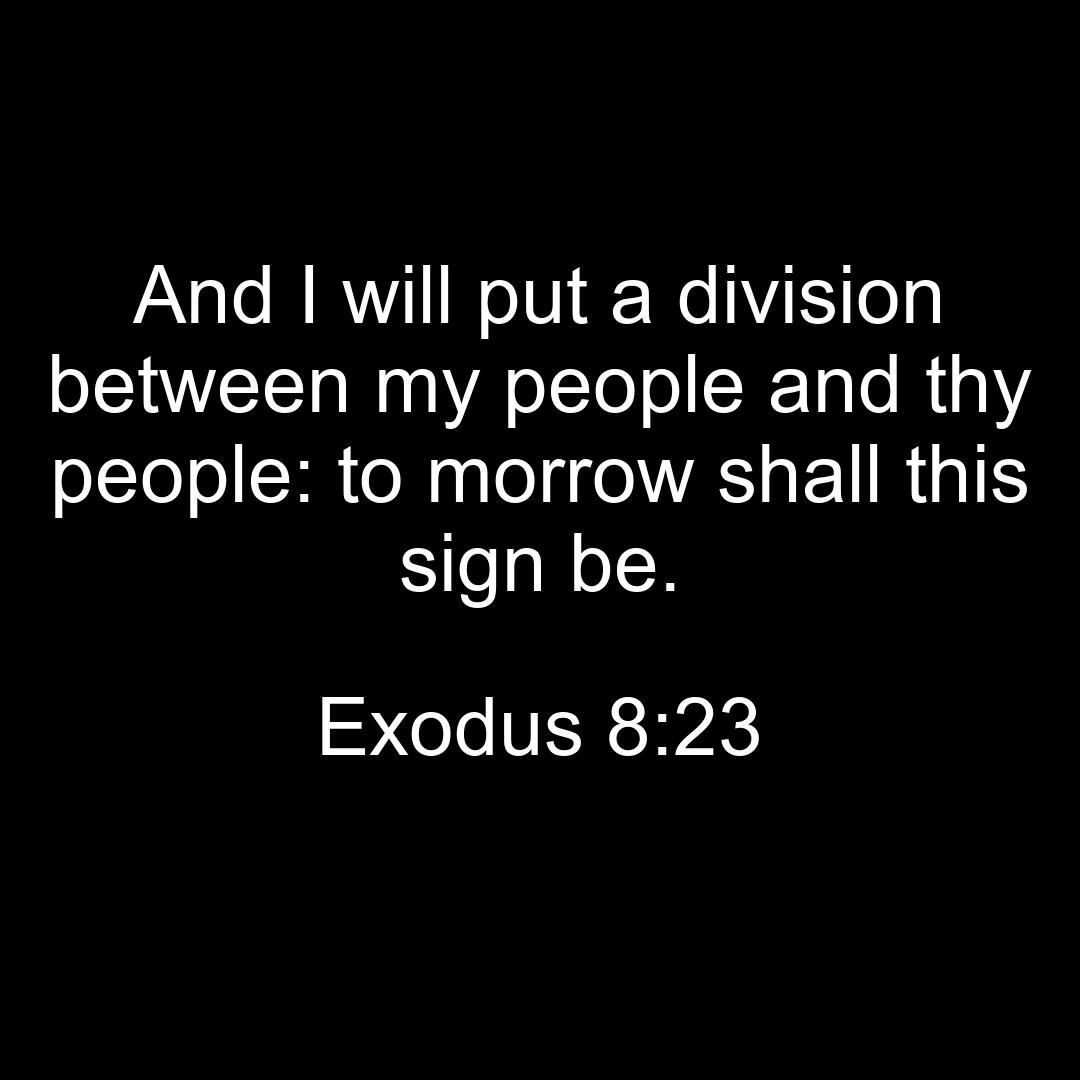 And I will put a division
between my people and thy
people: to morrow shall this
sign be.
Exodus 8:23